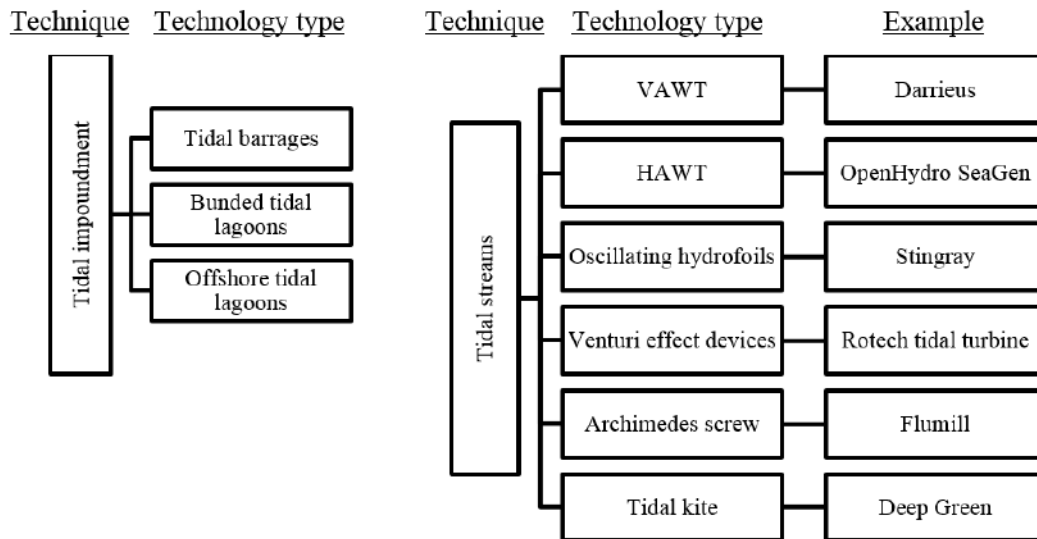 Technique Technology type
Tidal impoundment
Tidal barrages
Bunded tidal
lagoons
Offshore tidal
lagoons
Technique Technology type Example
Tidal streams
VAWT Darrieus
HAWT OpenHydro SeaGen
Oscillating hydrofoils Stingray
Venturi effect devices Rotech tidal turbine
Archimedes screw Flumill
Tidal kite Deep Green